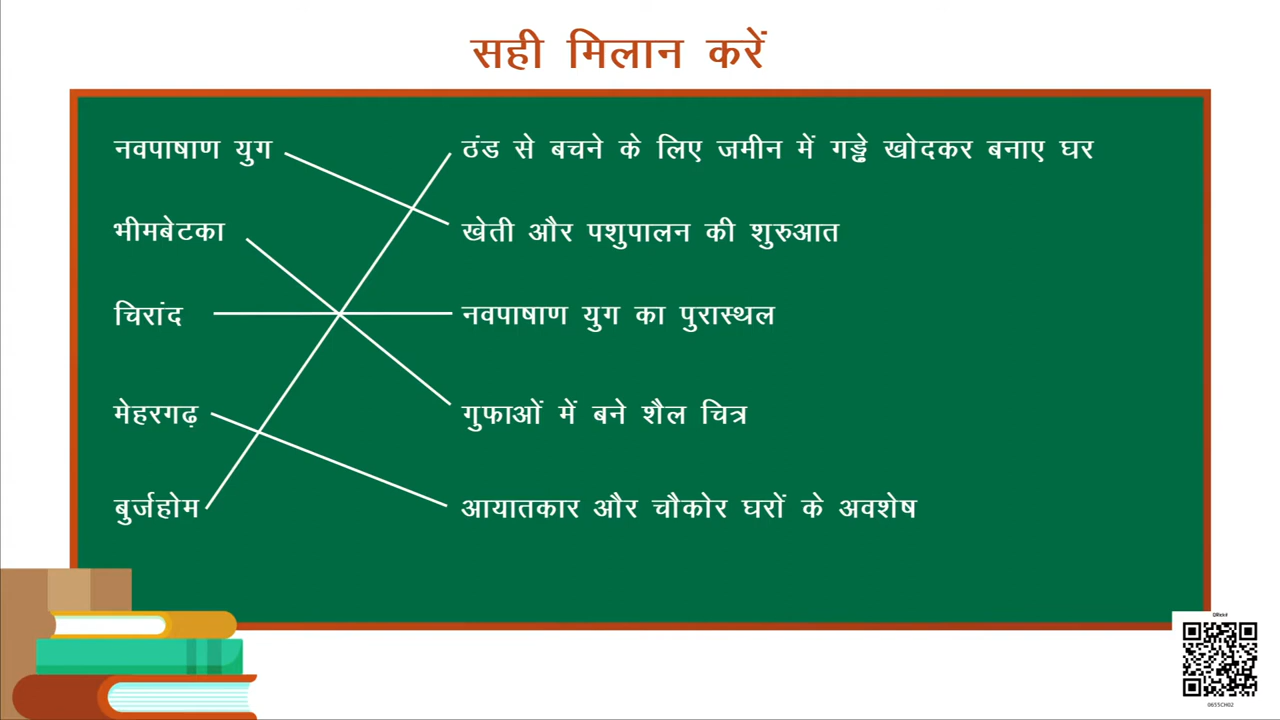 सही मिलान करें
नवपाषाण युग
ठंड से बचने के लिए जमीन में गड्ढे खोदकर बनाए घर
भीमबेटका
खेती और पशुपालन की शुरुआत
चिरांद
नवपाषाण युग का पुरास्थल
मेहरगढ़
गुफाओं में बने शैल चित्र
बुर्जहोम
आयातकार और चौकोर घरों के अवशेष
0655CH02